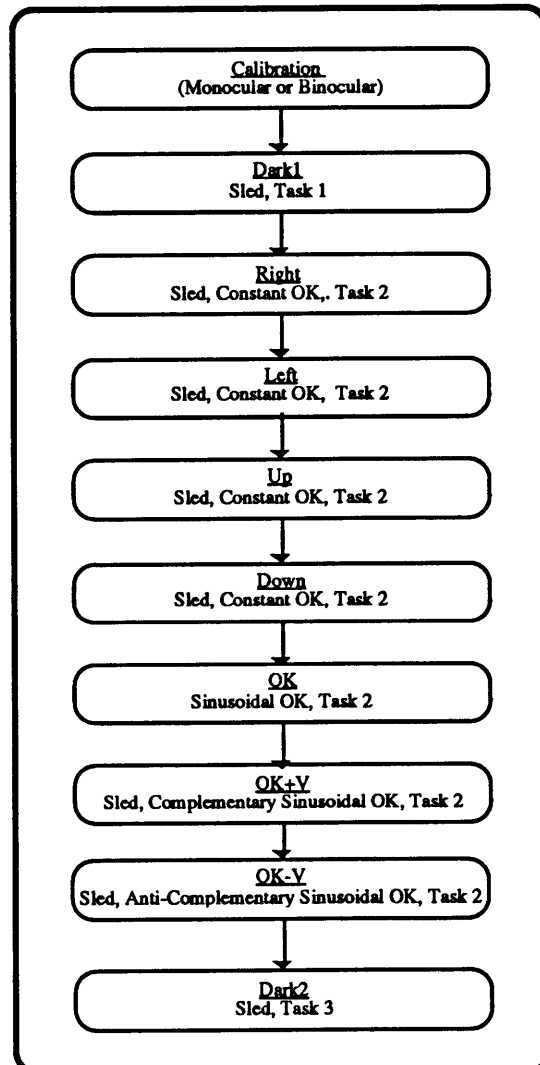 Calibration
(Monocular or Binocular)
Dark1
Sled, Task 1
Right
Sled, Constant OK,. Task 2
Left
Sled, Constant OK, Task 2
Up
Sled, Constant OK, Task 2
Down
Sled, Constant OK, Task 2
OK
Sinusoidal OK, Task 2
OK+V
Sled, Complementary Sinusoidal OK, Task 2
OK-V
Sled, Anti-Complementary Sinusoidal OK, Task 2
Dark2
Sled, Task 3